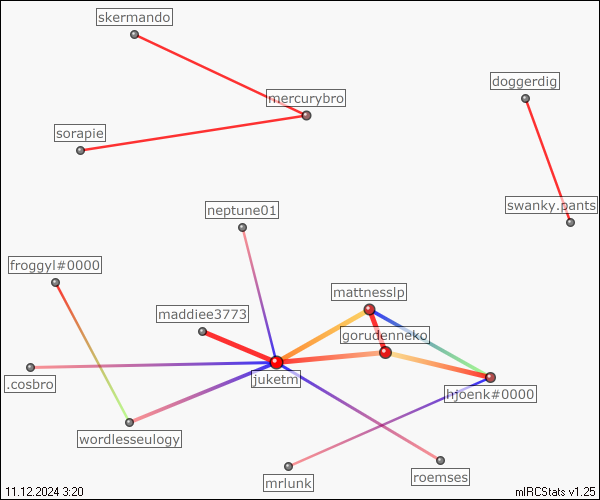 skermando
doggerdig
mercurybro
sorapie
swanky.pants
neptune01
froggyl#0000
mattnesslp
maddiee3773
gorudenneko
juketm
.cosbro
hjoenk#0000
wordlesseulogy
roemses
mrlunk
11.12.2024 3:20
mIRCStats v1.25